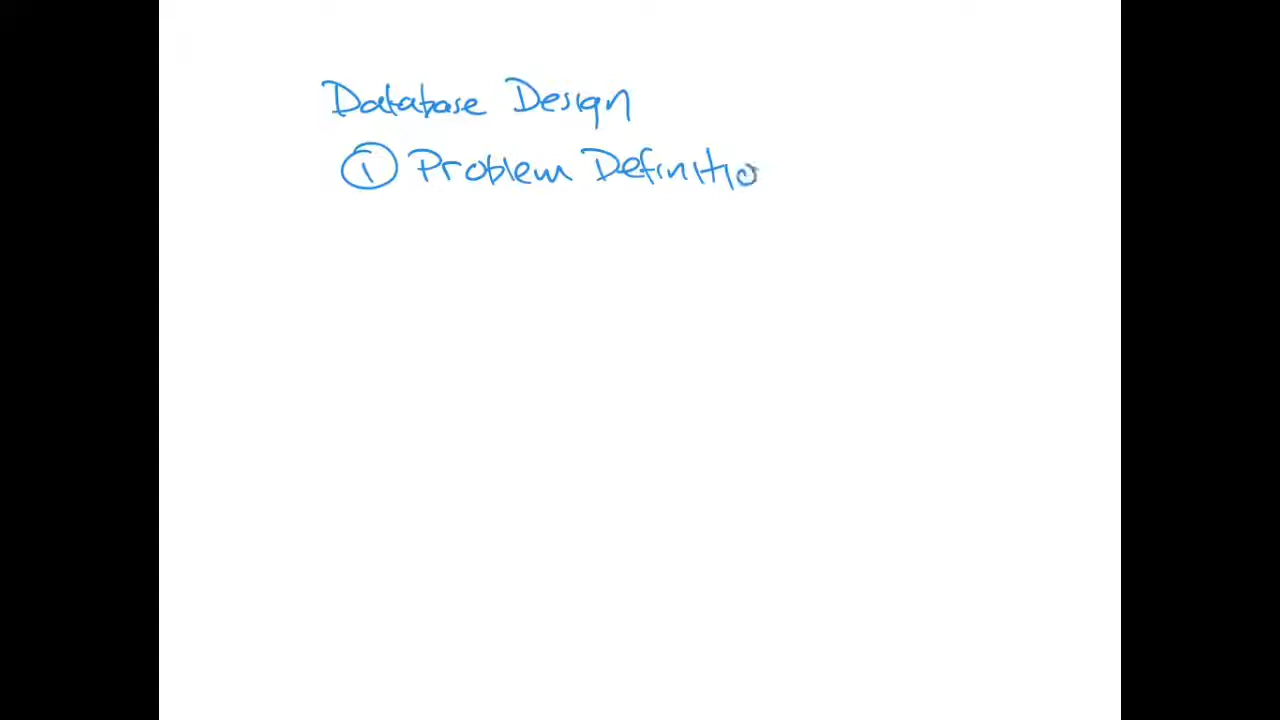 Database Design
① Problem Definitio